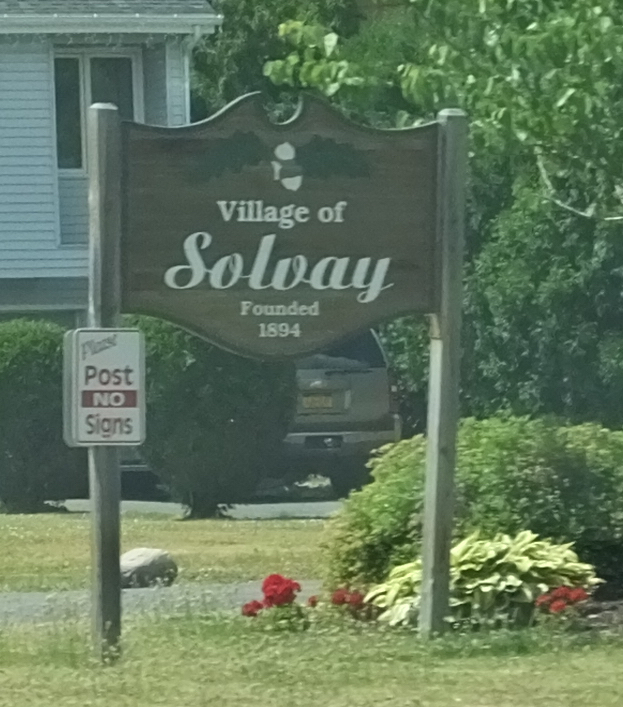 Village of
Solvay
Founded
1894
Please
Post
NO
Signs